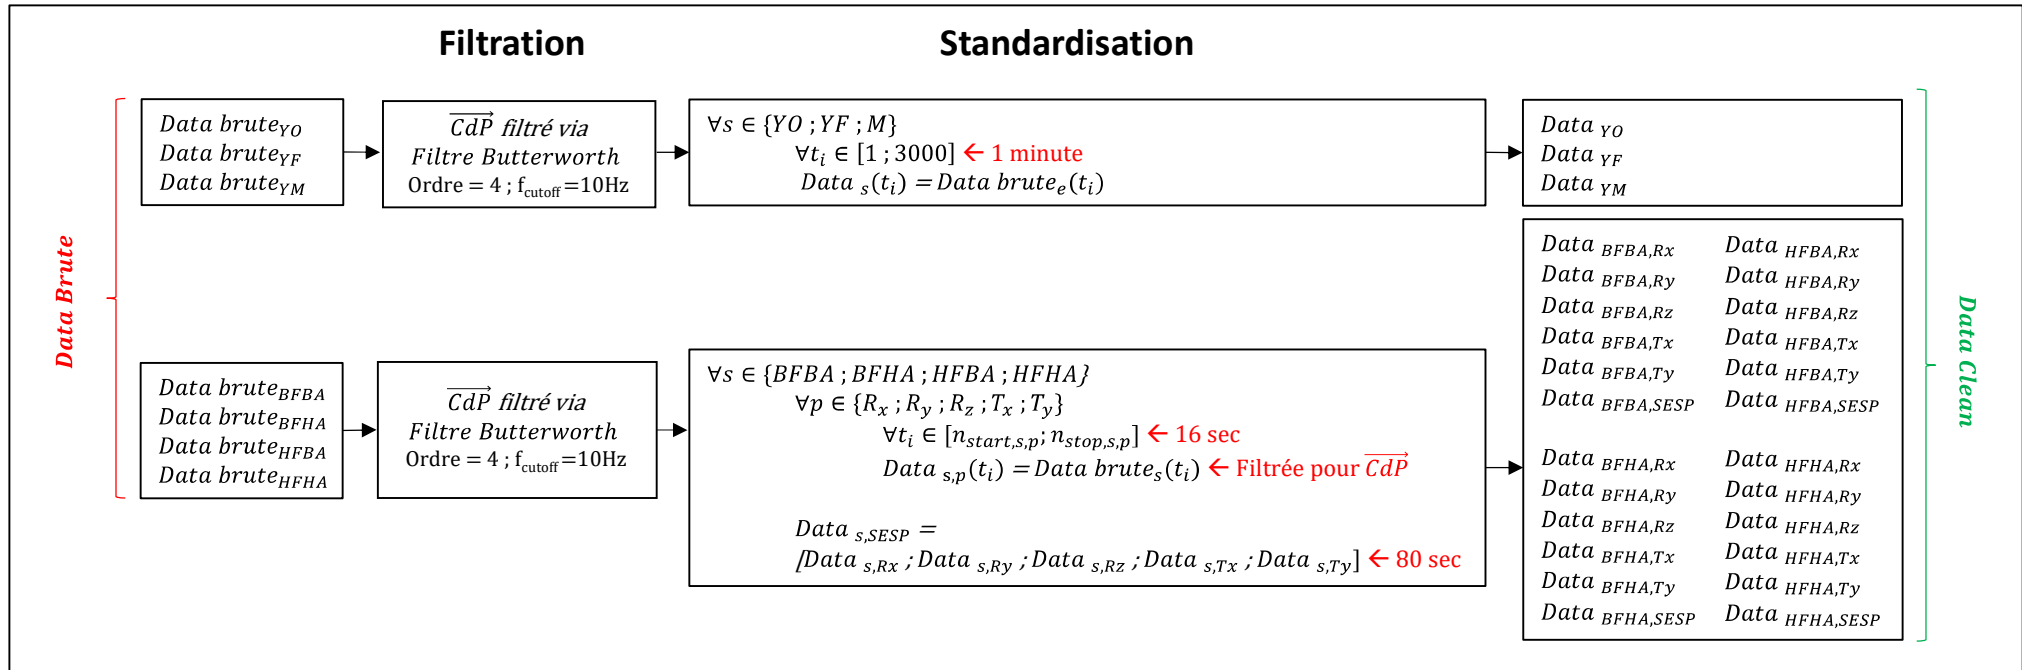 Filtration
Standardisation
Data Brute
Data brute_YO
Data brute_YF
Data brute_YM
CdP filtré via
Filtre Butterworth
Ordre = 4 ; f_cutoff=10Hz
∀s ∈ {YO ; YF ; M}
∀t_i ∈ [1 ; 3000] ← 1 minute
Data _s(t_i) = Data brute_e(t_i)
Data _YO
Data _YF
Data _YM
Data brute_BFBA
Data brute_BFHA
Data brute_HFBA
Data brute_HFHA
CdP filtré via
Filtre Butterworth
Ordre = 4 ; f_cutoff=10Hz
∀s ∈ {BFBA ; BFHA ; HFBA ; HFHA}
∀p ∈ {R_x ; R_y ; R_z ; T_x ; T_y}
∀t_i ∈ [n_start,s,p; n_stop,s,p] ← 16 sec
Data _s,p(t_i) = Data brute_s(t_i) ← Filtrée pour CdP
Data _s,SESP =
[Data _s,Rx ; Data _s,Ry ; Data _s,Rz ; Data _s,Tx ; Data _s,Ty] ← 80 sec
Data _BFBA,Rx Data _HFBA,Rx
Data _BFBA,Ry Data _HFBA,Ry
Data _BFBA,Rz Data _HFBA,Rz
Data _BFBA,Tx Data _HFBA,Tx
Data _BFBA,Ty Data _HFBA,Ty
Data _BFBA,SESP Data _HFBA,SESP
Data _BFHA,Rx Data _HFHA,Rx
Data _BFHA,Ry Data _HFHA,Ry
Data _BFHA,Rz Data _HFHA,Rz
Data _BFHA,Tx Data _HFHA,Tx
Data _BFHA,Ty Data _HFHA,Ty
Data _BFHA,SESP Data _HFHA,SESP
Data Clean